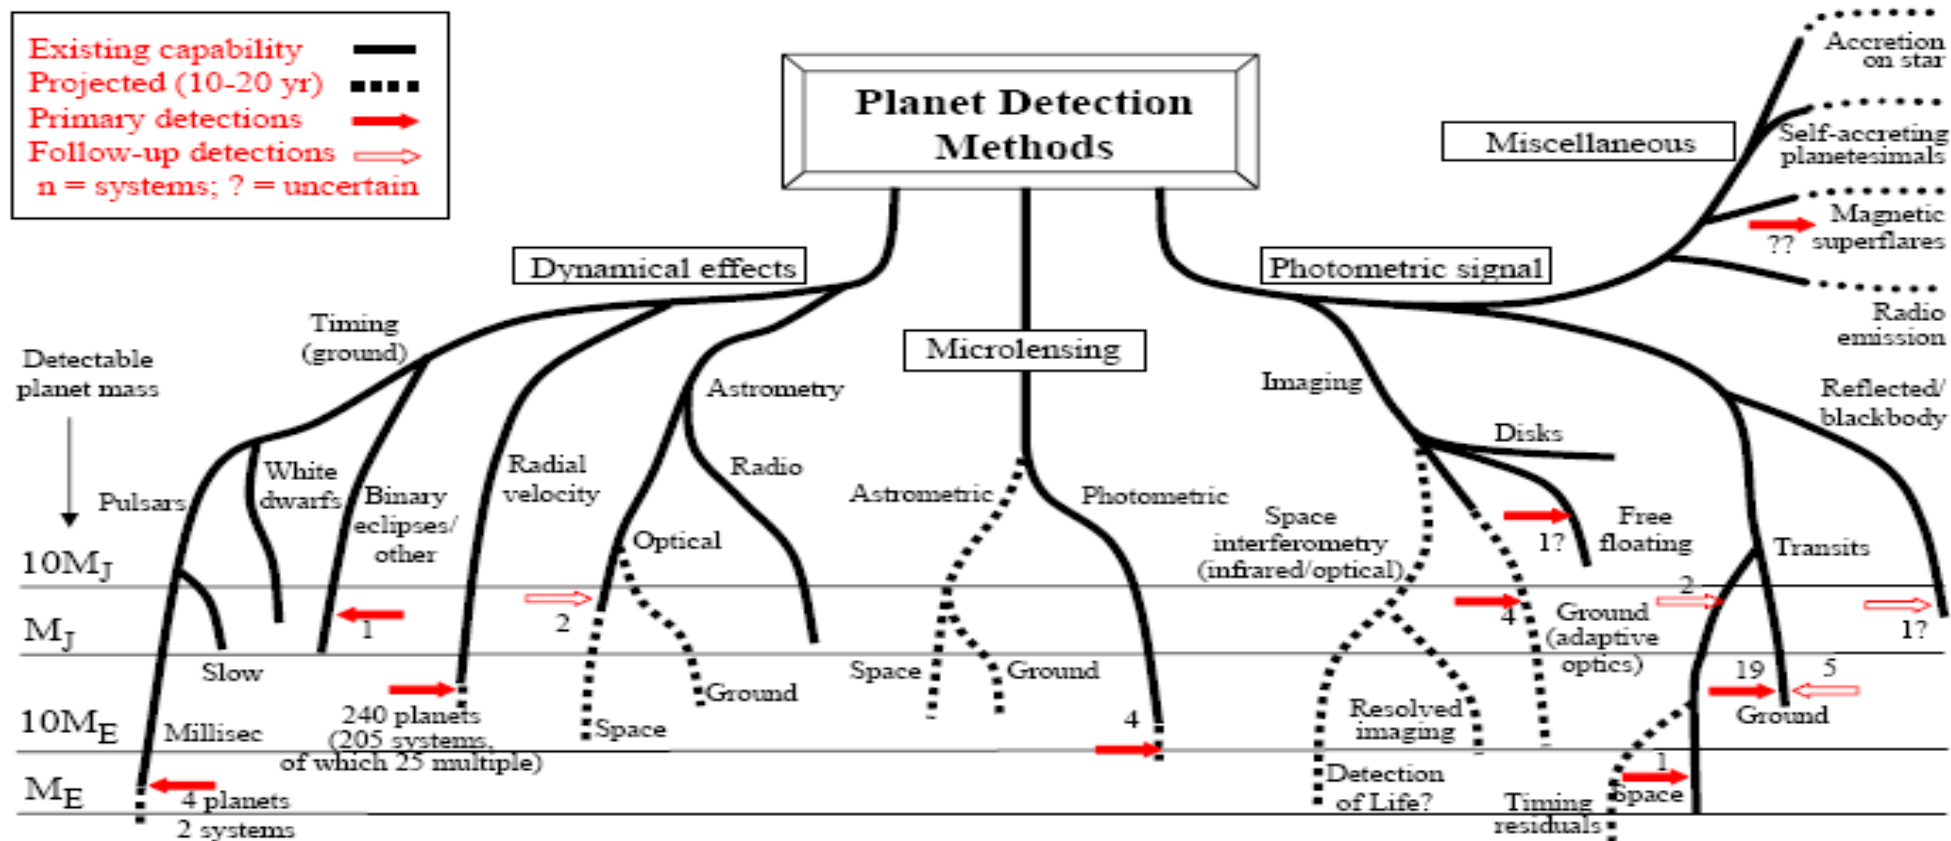 Existing capability
Projected (10-20 yr)
Primary detections
Follow-up detections
n = systems; ? = uncertain
Planet Detection
Methods
Miscellaneous
Accretion
on star
Self-accreting
planetesimals
Magnetic
superflares
??
Radio
emission
Dynamical effects
Photometric signal
Microlensing
Timing
(ground)
Detectable
planet mass
Astrometry
Imaging
Reflected/
blackbody
Disks
White
dwarfs
Pulsars
Binary
eclipses/
other
Radial
velocity
Radio
Optical
Astrometric
Photometric
Space
interferometry
(infrared/optical)
1?
Free
floating
Transits
10MJ
MJ
10ME
ME
Slow
1
2
Space
Ground
Space
Ground
4
Ground
(adaptive
optics)
2
1?
19
5
Ground
Millisec
240 planets
(205 systems,
of which 25 multiple)
4
Resolved
imaging
Detection
of Life?
1
Space
Timing
residuals
4 planets
2 systems